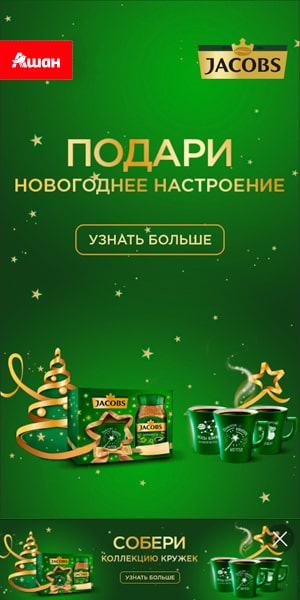 Ашан
JACOBS
ПОДАРИ
НОВОГОДНЕЕ НАСТРОЕНИЕ
УЗНАТЬ БОЛЬШЕ
JACOBS
JACOBS
СОБЕРИ
КОЛЛЕКЦИЮ КРУЖЕК
УЗНАТЬ БОЛЬШЕ